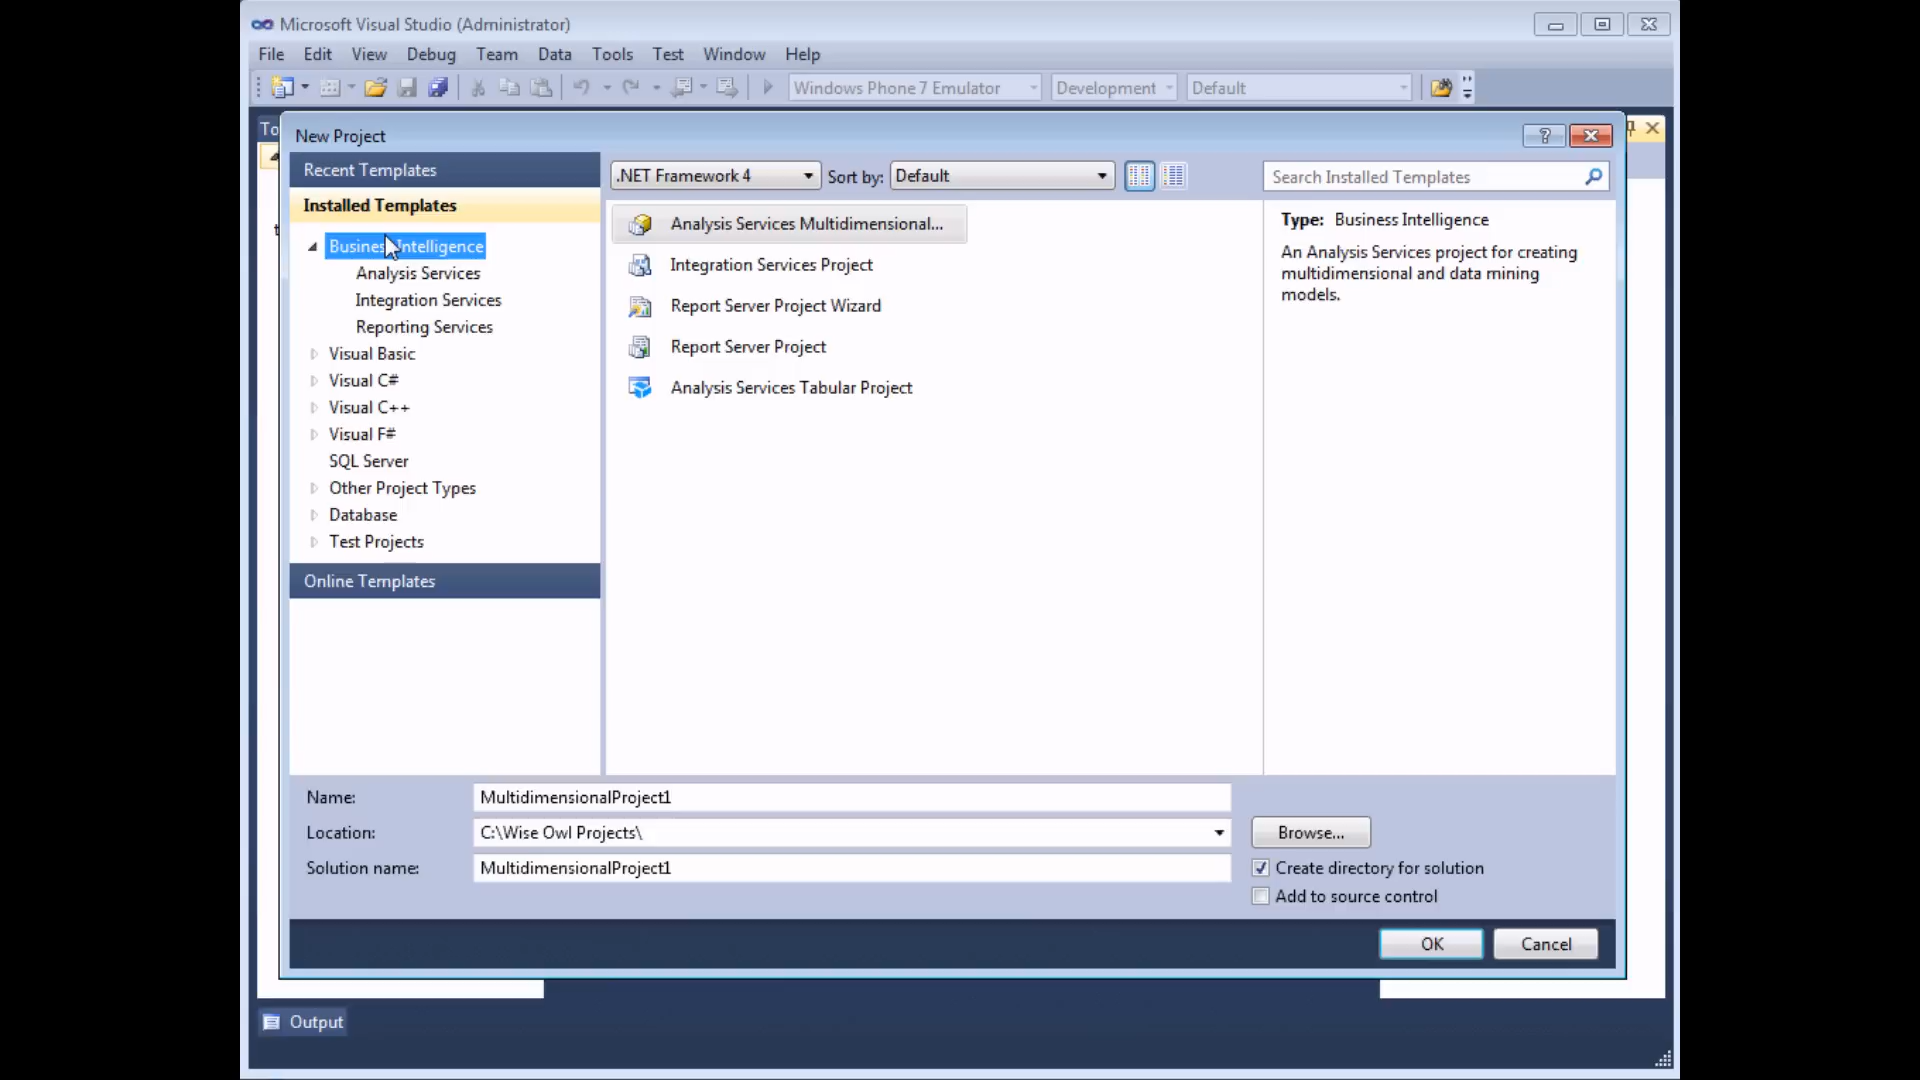 Microsoft Visual Studio (Administrator)
File Edit View Debug Team Data Tools Test Window Help
Windows Phone 7 Emulator Development Default
To
New Project
Recent Templates
.NET Framework 4 Sort by: Default
Search Installed Templates
Installed Templates
Business Intelligence
Analysis Services
Integration Services
Reporting Services
Visual Basic
Visual C#
Visual C++
Visual F#
SQL Server
Other Project Types
Database
Test Projects
Online Templates
Analysis Services Multidimensional...
Integration Services Project
Report Server Project Wizard
Report Server Project
Analysis Services Tabular Project
Type: Business Intelligence
An Analysis Services project for creating
multidimensional and data mining
models.
Name: MultidimensionalProject1
Location: C:\Wise Owl Projects\
Browse...
Solution name: MultidimensionalProject1
Create directory for solution
Add to source control
OK Cancel
Output